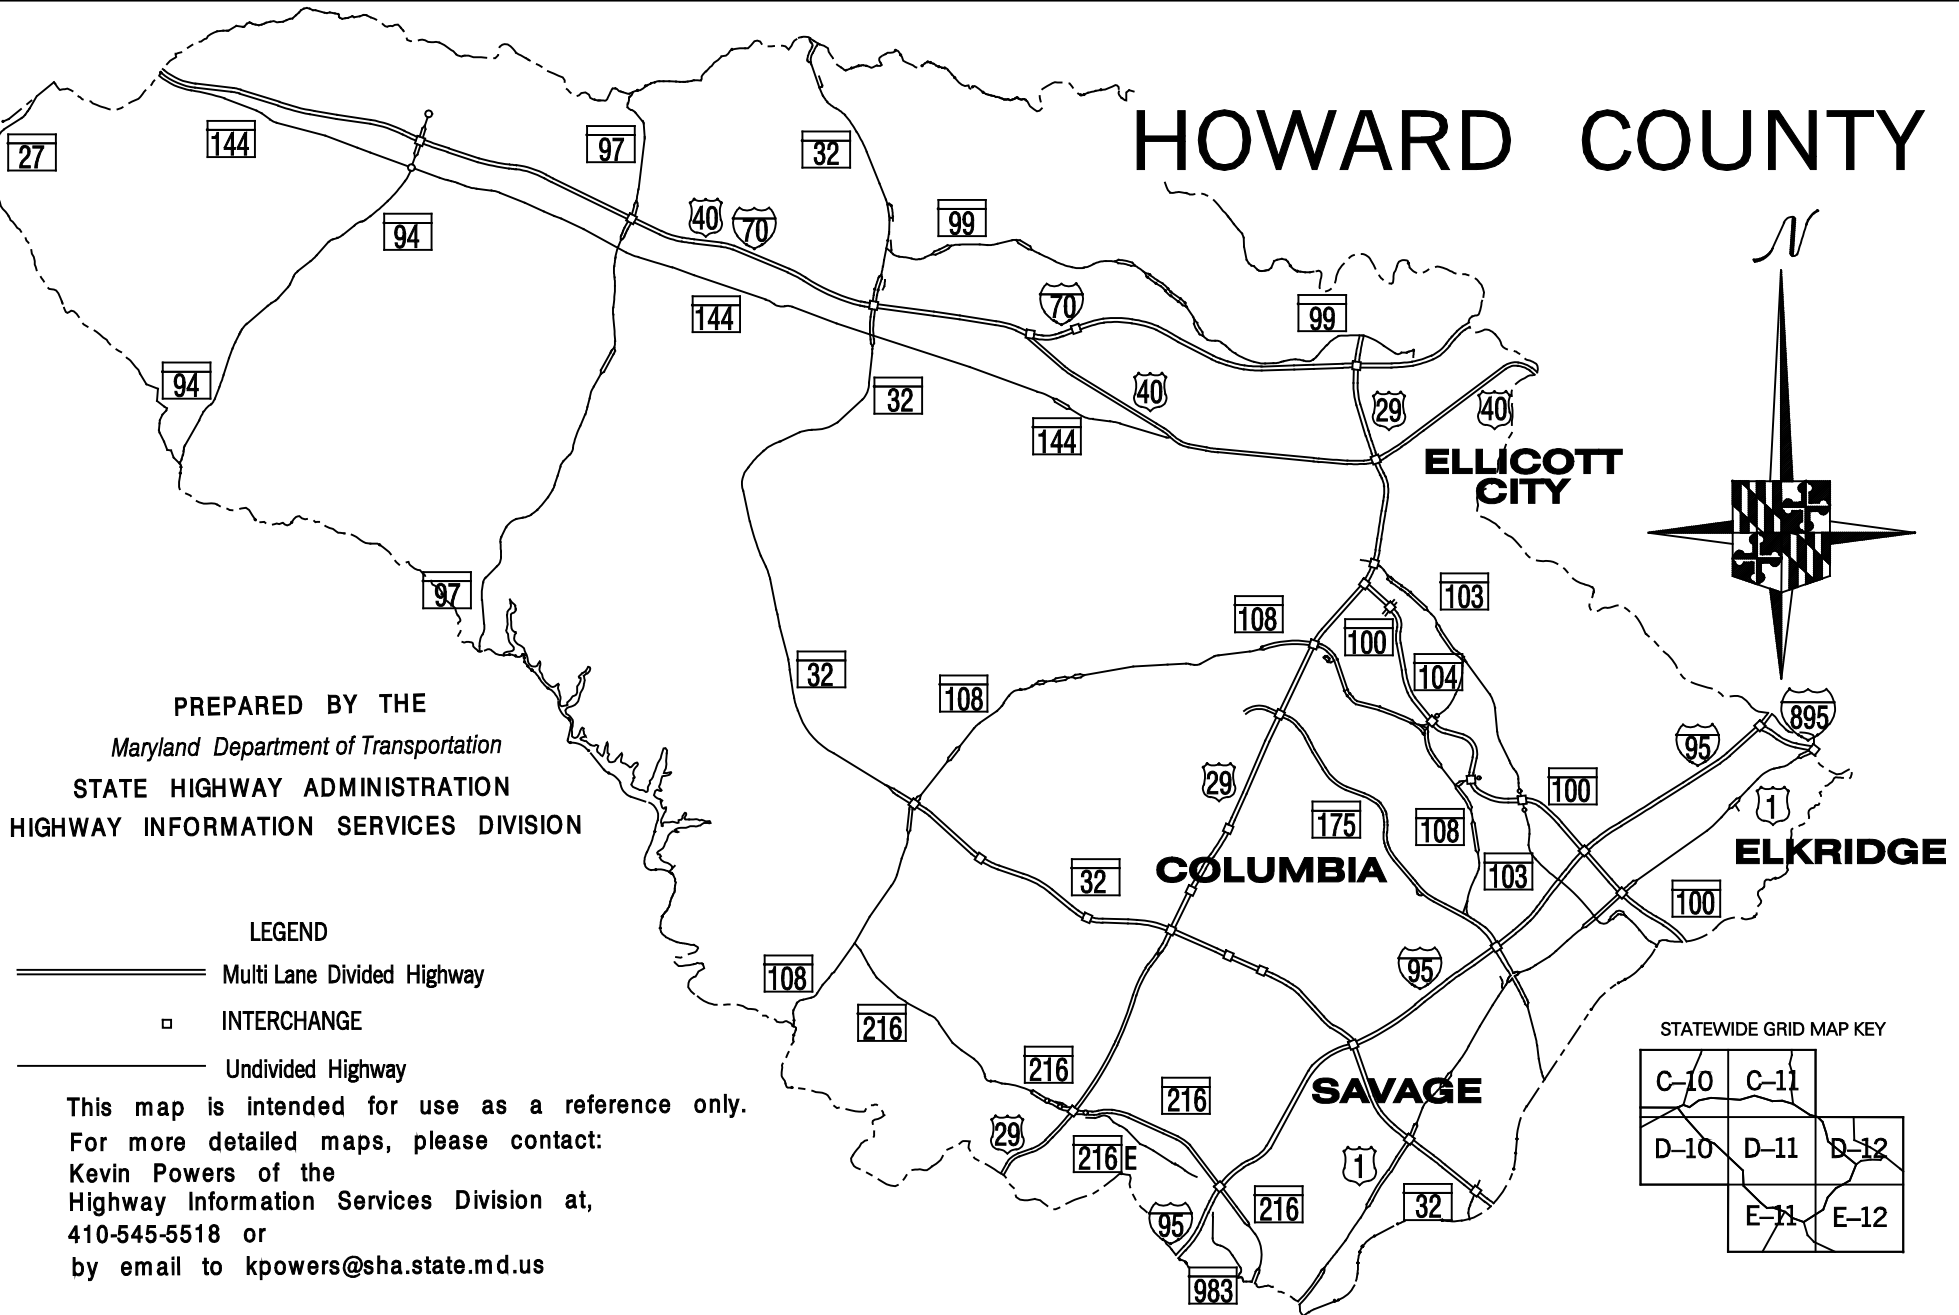 HOWARD COUNTY
N
27
144
97
32
94
40
70
99
144
70
99
94
32
40
29
40
144
ELLICOTT
CITY
97
103
108
100
32
104
108
895
95
29
100
1
175
108
ELKRIDGE
COLUMBIA
32
103
100
95
108
216
216
SAVAGE
216
29
216 E
1
32
216
95
983
PREPARED BY THE
Maryland Department of Transportation
STATE HIGHWAY ADMINISTRATION
HIGHWAY INFORMATION SERVICES DIVISION
LEGEND
Multi Lane Divided Highway
INTERCHANGE
Undivided Highway
This map is intended for use as a reference only.
For more detailed maps, please contact:
Kevin Powers of the
Highway Information Services Division at,
410-545-5518 or
by email to kpowers@sha.state.md.us
STATEWIDE GRID MAP KEY
C-10 C-11
D-10 D-11 D-12
E-11 E-12